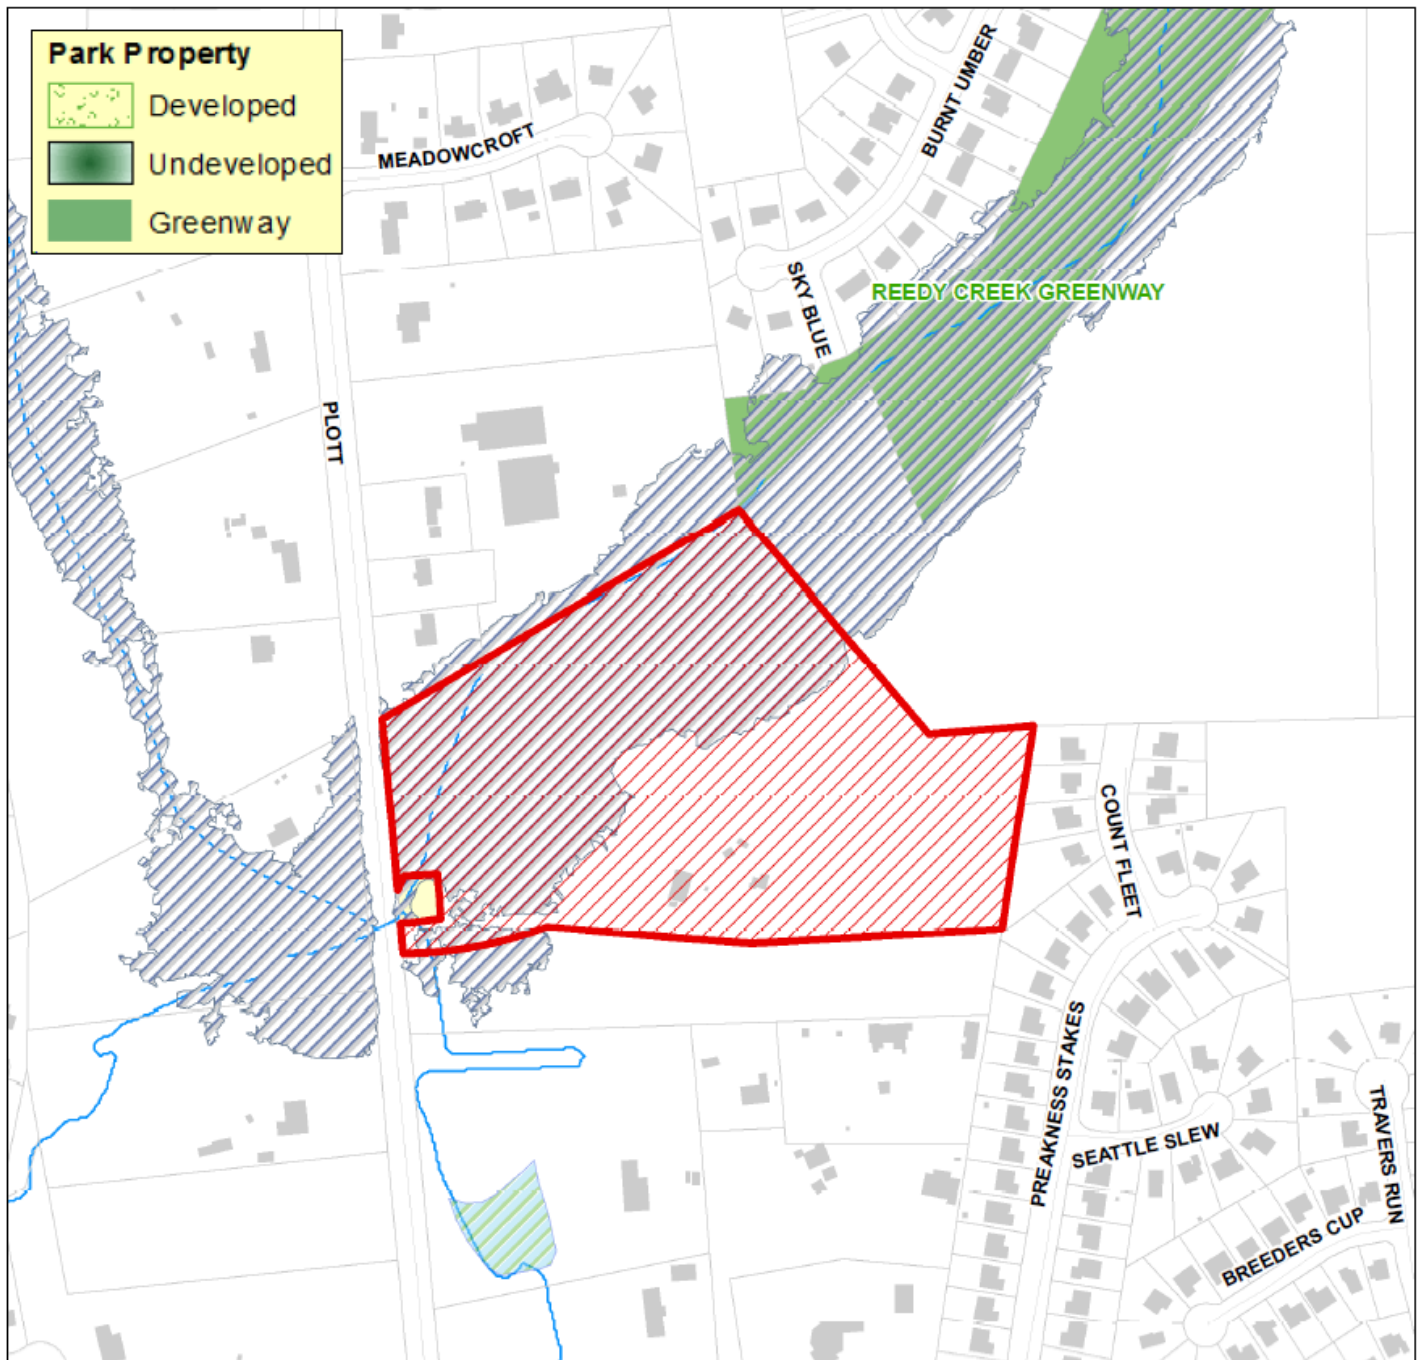 Park Property
Developed
Undeveloped
Greenway
MEADOWCROFT
BURNT UMBER
SKY BLUE
REEDY CREEK GREENWAY
PLOTT
COUNT FLEET
PREAKNESS STAKES
SEATTLE SLEW
TRAVERS RUN
BREEDERS CUP